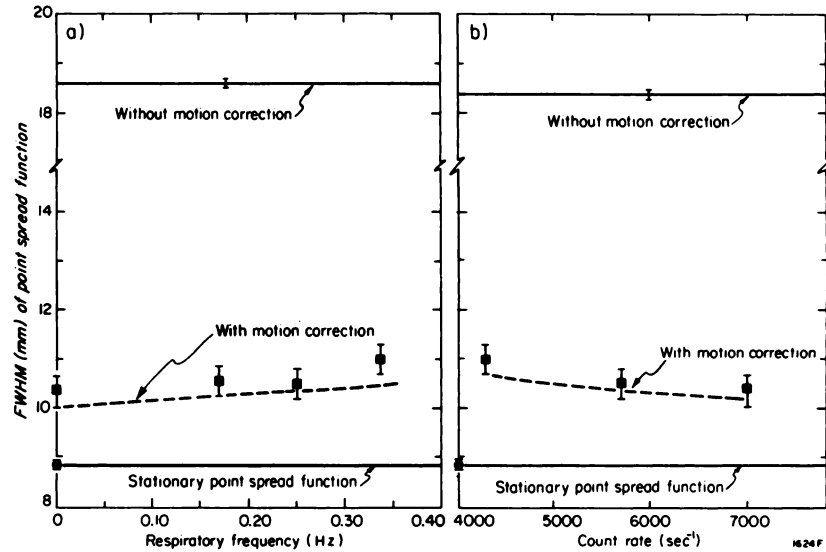 FWHM (mm) of point spread function
20
18
14
12
10
8
a)
Without motion correction
With motion correction
Stationary point spread function
0
0.10
0.20
0.30
0.40
Respiratory frequency (Hz)
b)
Without motion correction
With motion correction
Stationary point spread function
4000
5000
6000
7000
Count rate (sec⁻¹)
1624F